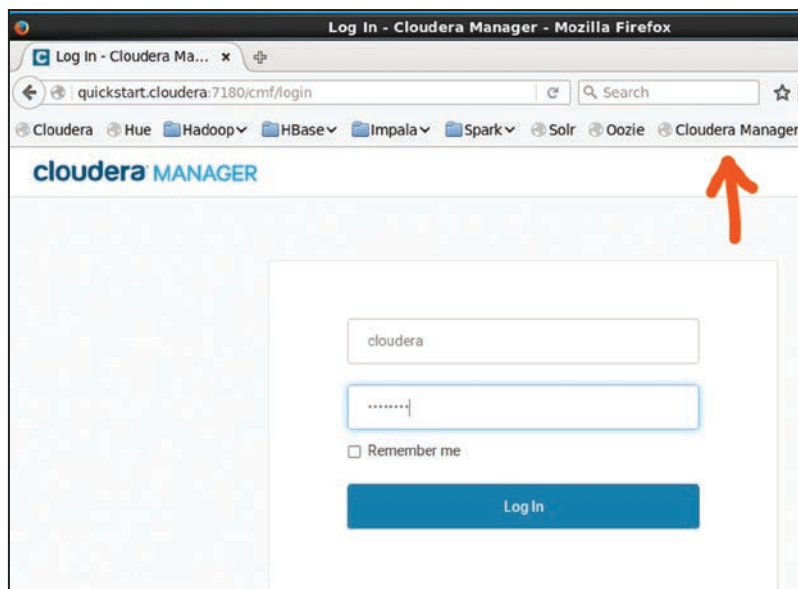 Log In - Cloudera Manager - Mozilla Firefox
Log In - Cloudera Ma...
quickstart.cloudera:7180/cmf/login Search
Cloudera Hue Hadoop HBase Impala Spark Solr Oozie Cloudera Manager
cloudera MANAGER
cloudera
••••••••
Remember me
Log In